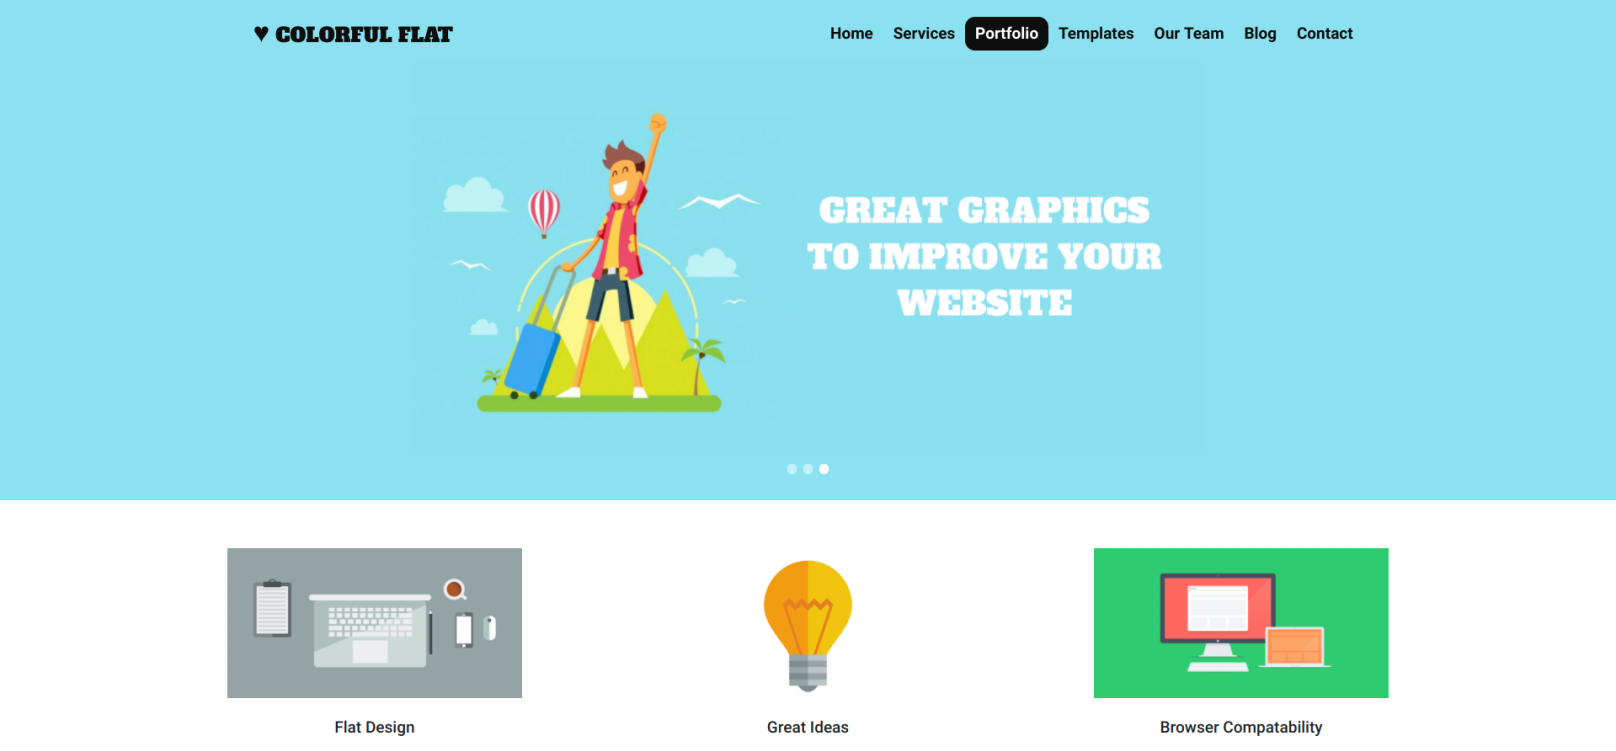 ♥ COLORFUL FLAT
Home Services Portfolio Templates Our Team Blog Contact
GREAT GRAPHICS
TO IMPROVE YOUR
WEBSITE
Flat Design
Great Ideas
Browser Compatability